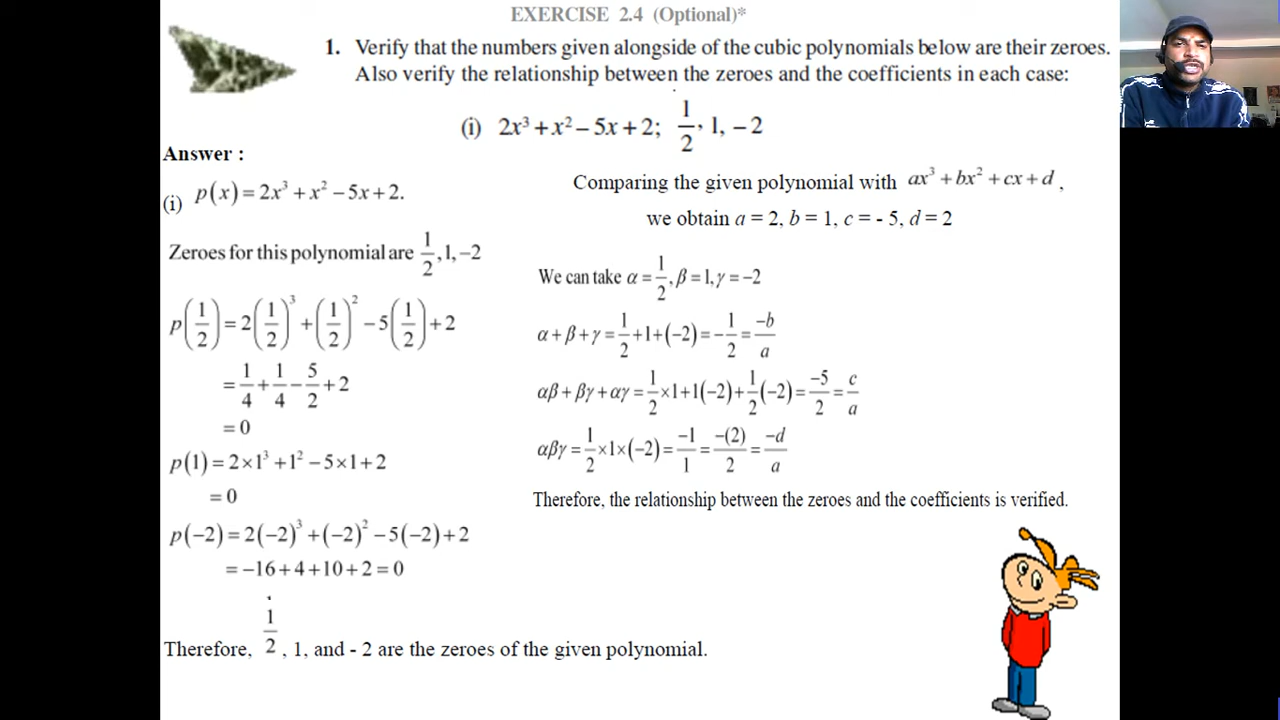 EXERCISE 2.4 (Optional)*
1. Verify that the numbers given alongside of the cubic polynomials below are their zeroes.
Also verify the relationship between the zeroes and the coefficients in each case:
(i) 2x³ + x² – 5x + 2; 1/2, 1, – 2
Answer :
(i) p(x) = 2x³ + x² − 5x + 2.
Zeroes for this polynomial are 1/2, 1, −2
p(1/2) = 2(1/2)³ + (1/2)² − 5(1/2) + 2
= 1/4 + 1/4 − 5/2 + 2
= 0
p(1) = 2×1³ + 1² − 5×1 + 2
= 0
p(−2) = 2(−2)³ + (−2)² − 5(−2) + 2
= −16 + 4 + 10 + 2 = 0
Therefore, 1/2 , 1, and - 2 are the zeroes of the given polynomial.
Comparing the given polynomial with ax³ + bx² + cx + d ,
we obtain a = 2, b = 1, c = - 5, d = 2
We can take α = 1/2, β = 1, γ = −2
α + β + γ = 1/2 + 1 + (−2) = −1/2 = −b/a
αβ + βγ + αγ = 1/2 × 1 + 1(−2) + 1/2(−2) = −5/2 = c/a
αβγ = 1/2 × 1 × (−2) = −1/1 = −(2)/2 = −d/a
Therefore, the relationship between the zeroes and the coefficients is verified.